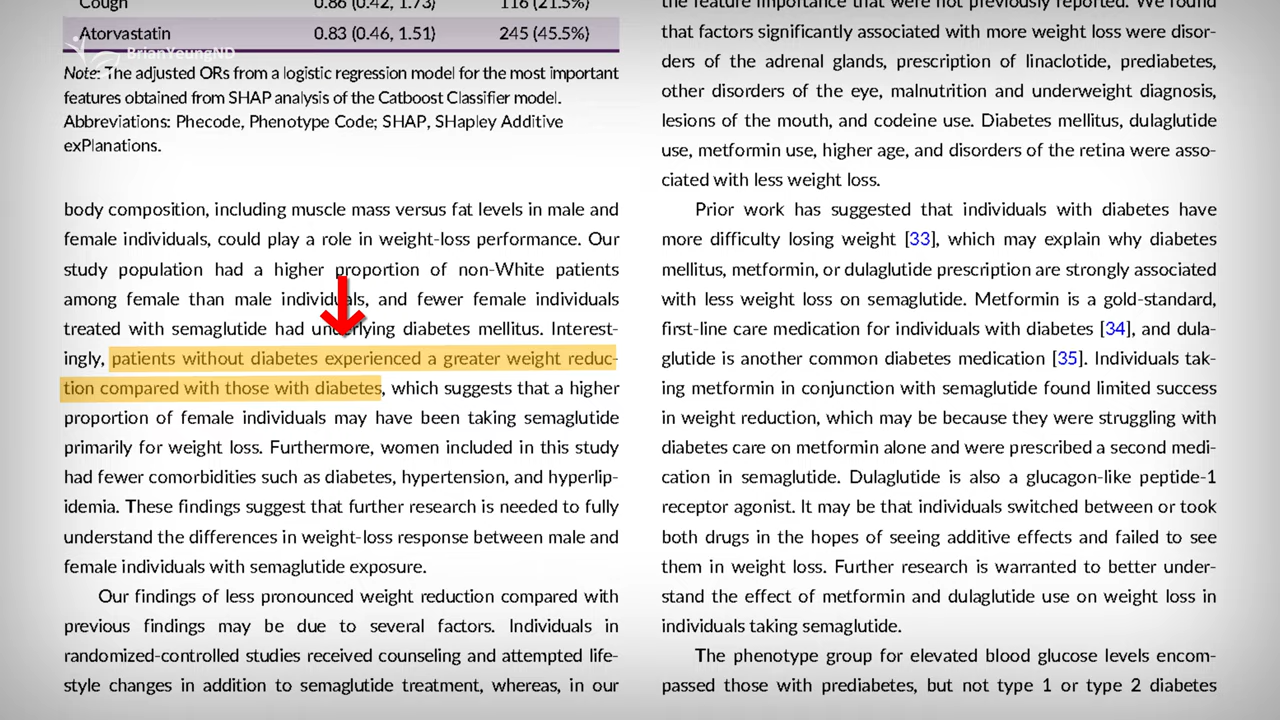 Cough 0.86 (0.42, 1.73) 116 (21.5%)
Atorvastatin 0.83 (0.46, 1.51) 245 (45.5%)
BrianYeungND
Note: The adjusted ORs from a logistic regression model for the most important
features obtained from SHAP analysis of the Catboost Classifier model.
Abbreviations: Phecode, Phenotype Code; SHAP, SHapley Additive
exPlanations.
body composition, including muscle mass versus fat levels in male and
female individuals, could play a role in weight-loss performance. Our
study population had a higher proportion of non-White patients
among female than male individuals, and fewer female individuals
treated with semaglutide had underlying diabetes mellitus. Interest-
ingly, patients without diabetes experienced a greater weight reduc-
tion compared with those with diabetes, which suggests that a higher
proportion of female individuals may have been taking semaglutide
primarily for weight loss. Furthermore, women included in this study
had fewer comorbidities such as diabetes, hypertension, and hyperlip-
idemia. These findings suggest that further research is needed to fully
understand the differences in weight-loss response between male and
female individuals with semaglutide exposure.
Our findings of less pronounced weight reduction compared with
previous findings may be due to several factors. Individuals in
randomized-controlled studies received counseling and attempted life-
style changes in addition to semaglutide treatment, whereas, in our
the feature importance that were not previously reported. We found
that factors significantly associated with more weight loss were disor-
ders of the adrenal glands, prescription of linaclotide, prediabetes,
other disorders of the eye, malnutrition and underweight diagnosis,
lesions of the mouth, and codeine use. Diabetes mellitus, dulaglutide
use, metformin use, higher age, and disorders of the retina were asso-
ciated with less weight loss.
Prior work has suggested that individuals with diabetes have
more difficulty losing weight [33], which may explain why diabetes
mellitus, metformin, or dulaglutide prescription are strongly associated
with less weight loss on semaglutide. Metformin is a gold-standard,
first-line care medication for individuals with diabetes [34], and dula-
glutide is another common diabetes medication [35]. Individuals tak-
ing metformin in conjunction with semaglutide found limited success
in weight reduction, which may be because they were struggling with
diabetes care on metformin alone and were prescribed a second medi-
cation in semaglutide. Dulaglutide is also a glucagon-like peptide-1
receptor agonist. It may be that individuals switched between or took
both drugs in the hopes of seeing additive effects and failed to see
them in weight loss. Further research is warranted to better under-
stand the effect of metformin and dulaglutide use on weight loss in
individuals taking semaglutide.
The phenotype group for elevated blood glucose levels encom-
passed those with prediabetes, but not type 1 or type 2 diabetes